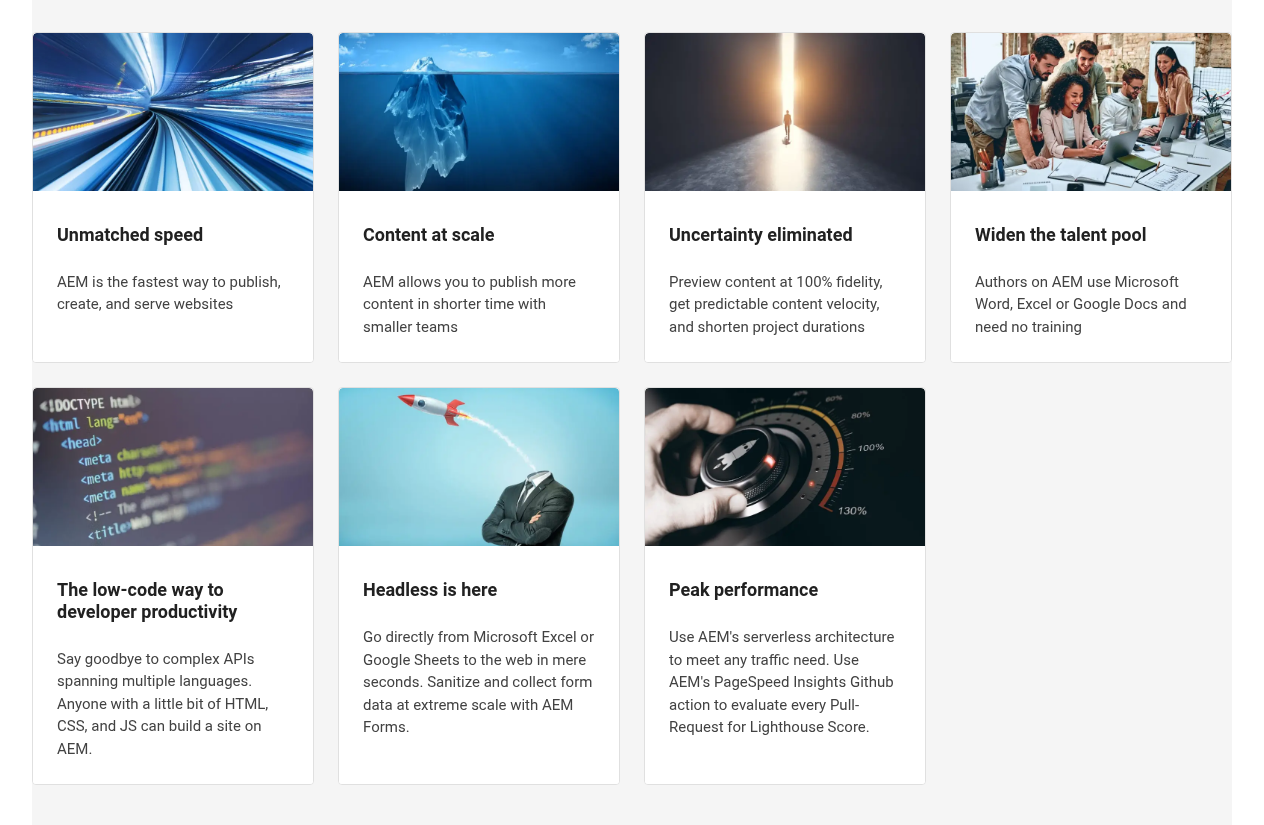 Unmatched speed
AEM is the fastest way to publish,
create, and serve websites
Content at scale
AEM allows you to publish more
content in shorter time with
smaller teams
Uncertainty eliminated
Preview content at 100% fidelity,
get predictable content velocity,
and shorten project durations
Widen the talent pool
Authors on AEM use Microsoft
Word, Excel or Google Docs and
need no training
<!DOCTYPE html>
<html lang="en">
<head>
<meta
<meta
<meta
<!-- The
<title>Web Design
The low-code way to
developer productivity
Say goodbye to complex APIs
spanning multiple languages.
Anyone with a little bit of HTML,
CSS, and JS can build a site on
AEM.
Headless is here
Go directly from Microsoft Excel or
Google Sheets to the web in mere
seconds. Sanitize and collect form
data at extreme scale with AEM
Forms.
80%
100%
130%
Peak performance
Use AEM's serverless architecture
to meet any traffic need. Use
AEM's PageSpeed Insights Github
action to evaluate every Pull-
Request for Lighthouse Score.